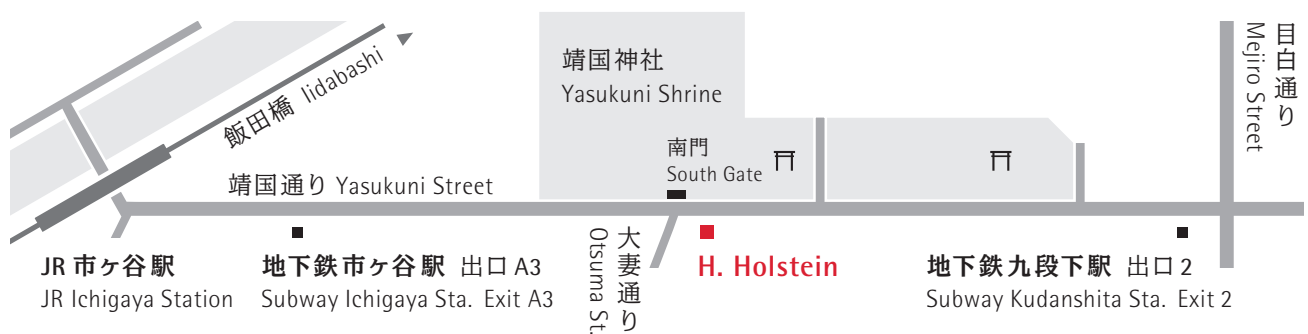 飯田橋 Iidabashi
靖国神社
Yasukuni Shrine
目白通り
Mejiro Street
南門
South Gate
靖国通り Yasukuni Street
大妻通り
Otsuma St.
JR 市ヶ谷駅
JR Ichigaya Station
地下鉄市ヶ谷駅 出口 A3
Subway Ichigaya Sta. Exit A3
H. Holstein
地下鉄九段下駅 出口 2
Subway Kudanshita Sta. Exit 2